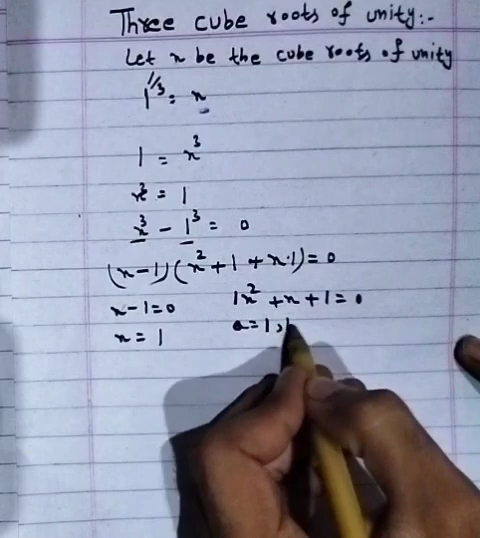 Three cube roots of unity:-
Let x be the cube roots of unity
1^1/3 = x
1 = x^3
x^3 = 1
x^3 - 1^3 = 0
(x-1)(x^2+1+x·1)=0
x-1=0 1x^2+x+1=0
x=1 a=1,